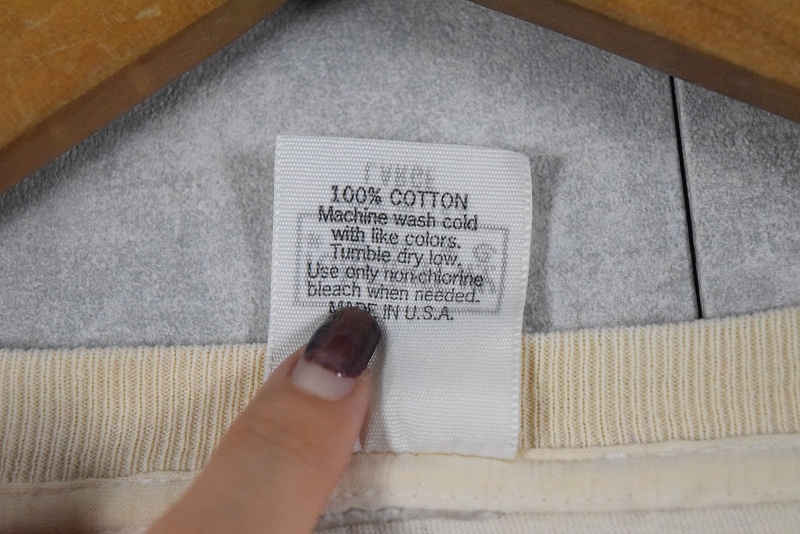 100% COTTON
Machine wash cold
with like colors.
Tumble dry low.
Use only non-chlorine
bleach when needed.
MADE IN U.S.A.